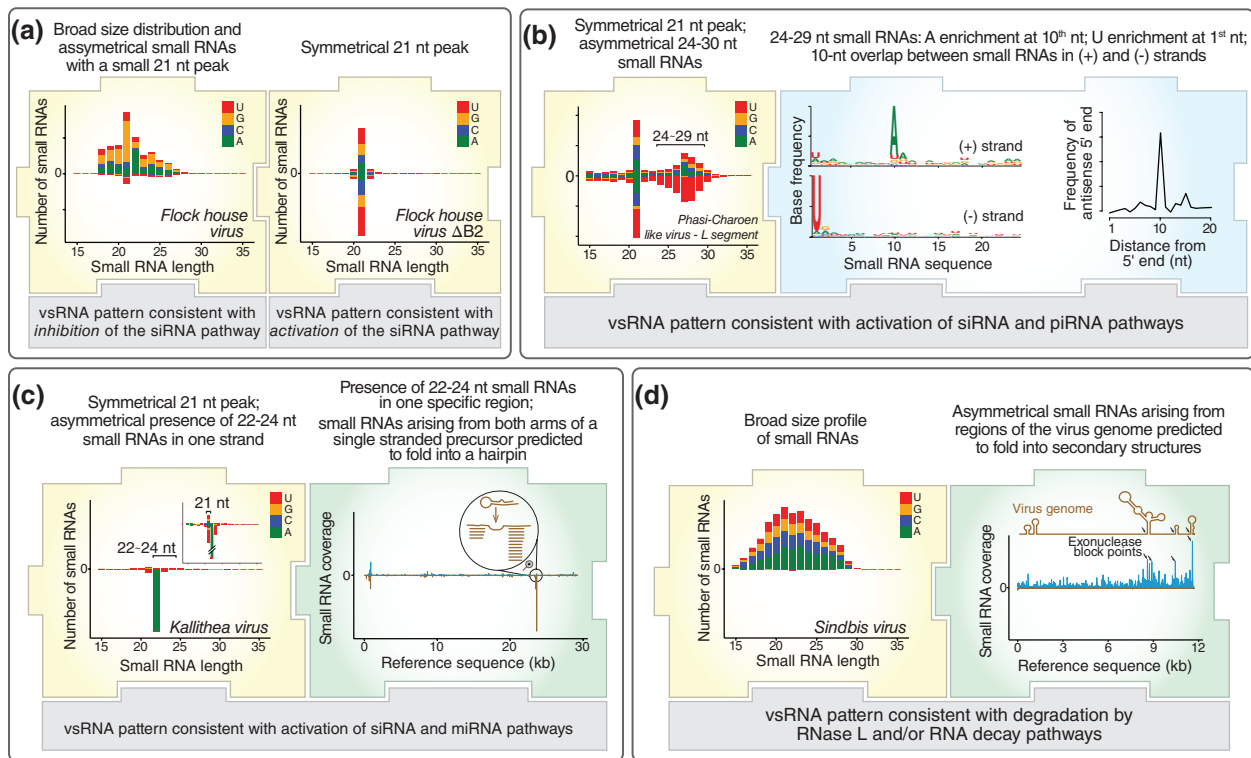 (a)
Broad size distribution and
assymetrical small RNAs
with a small 21 nt peak
Symmetrical 21 nt peak
Number of small RNAs
U
G
C
A
0
Flock house
virus
15 20 25 30 35
Small RNA length
Number of small RNAs
U
G
C
A
0
Flock house
virus ΔB2
15 20 25 30 35
Small RNA length
vsRNA pattern consistent with
inhibition of the siRNA pathway
vsRNA pattern consistent with
activation of the siRNA pathway
(b)
Symmetrical 21 nt peak;
asymmetrical 24-30 nt
small RNAs
24-29 nt small RNAs: A enrichment at 10th nt; U enrichment at 1st nt;
10-nt overlap between small RNAs in (+) and (-) strands
Number of small RNAs
U
G
C
A
24-29 nt
0
Phasi-Charoen
like virus - L segment
15 20 25 30 35
Small RNA length
Base frequency
A
(+) strand
U
(-) strand
5 10 15 20
Small RNA sequence
Frequency of
antisense 5' end
1 10 20
Distance from
5' end (nt)
vsRNA pattern consistent with activation of siRNA and piRNA pathways
(c)
Symmetrical 21 nt peak;
asymmetrical presence of 22-24 nt
small RNAs in one strand
Presence of 22-24 nt small RNAs
in one specific region;
small RNAs arising from both arms of a
single stranded precursor predicted
to fold into a hairpin
Number of small RNAs
21 nt
U
G
C
A
22-24 nt
0
Kallithea virus
15 20 25 30 35
Small RNA length
Small RNA coverage
0
0 10 20 30
Reference sequence (kb)
vsRNA pattern consistent with activation of siRNA and miRNA pathways
(d)
Broad size profile
of small RNAs
Asymmetrical small RNAs arising from
regions of the virus genome predicted
to fold into secondary structures
Number of small RNAs
U
G
C
A
0
Sindbis virus
15 20 25 30 35
Small RNA length
Virus genome
Exonuclease
block points
Small RNA coverage
0
0 3 6 9 12
Reference sequence (kb)
vsRNA pattern consistent with degradation by
RNase L and/or RNA decay pathways